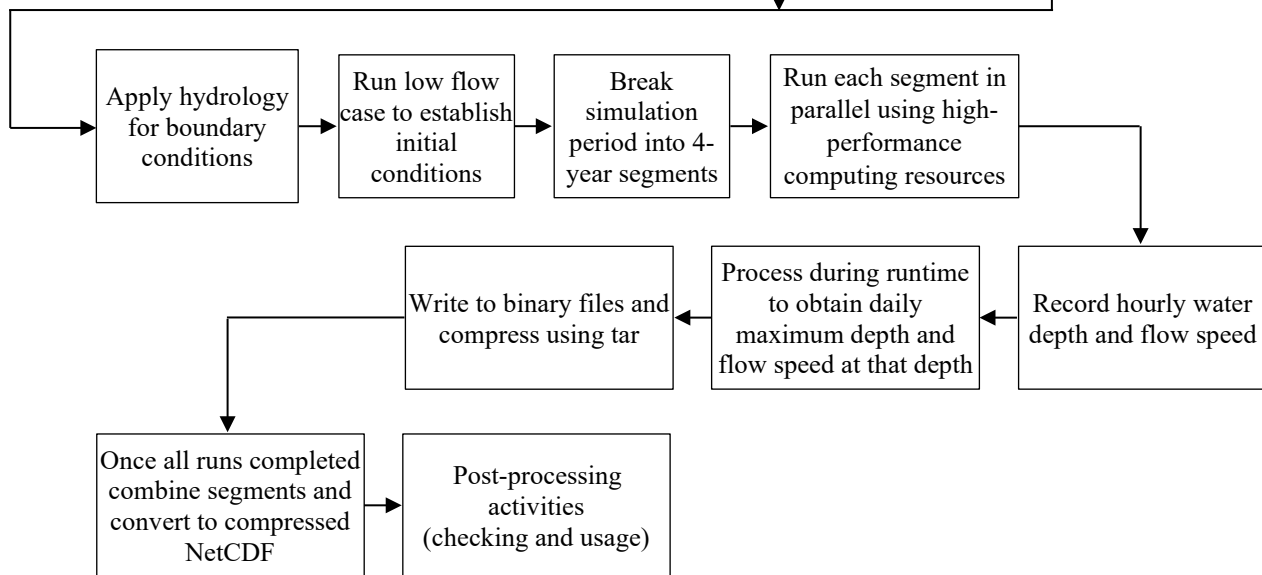 Apply hydrology
for boundary
conditions
Run low flow
case to establish
initial
conditions
Break
simulation
period into 4-
year segments
Run each segment in
parallel using high-
performance
computing resources
Record hourly water
depth and flow speed
Process during runtime
to obtain daily
maximum depth and
flow speed at that depth
Write to binary files and
compress using tar
Once all runs completed
combine segments and
convert to compressed
NetCDF
Post-processing
activities
(checking and usage)